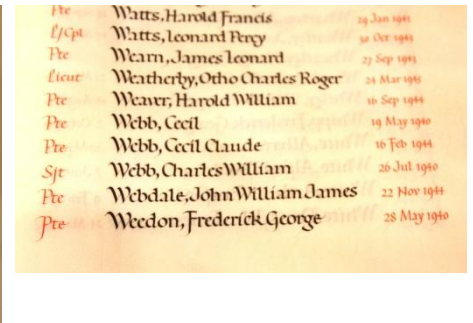 Pte Watts, Harold Francis 29 Jan 1941
L/Cpl Watts, Leonard Percy 30 Oct 1943
Pte Wearn, James Leonard 23 Sep 1943
Lieut Weatherby, Otho Charles Roger 24 Mar 1945
Pte Weaver, Harold William 16 Sep 1944
Pte Webb, Cecil 19 May 1940
Pte Webb, Cecil Claude 16 Feb 1944
Sjt Webb, Charles William 26 Jul 1940
Pte Webdale, John William James 22 Nov 1944
Pte Weedon, Frederick George 28 May 1940